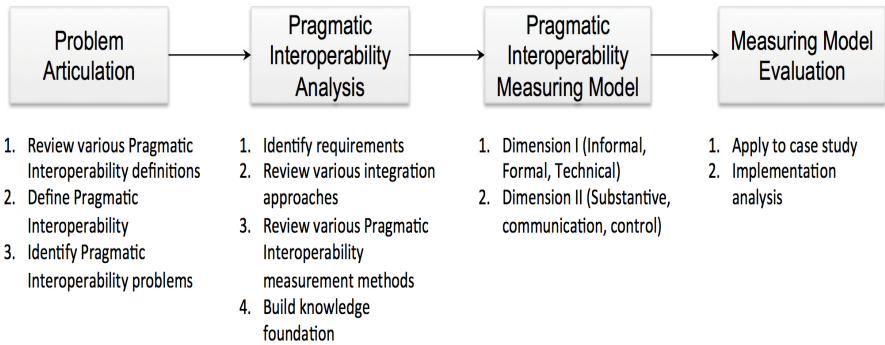 Problem
Articulation
Pragmatic
Interoperability
Analysis
Pragmatic
Interoperability
Measuring Model
Measuring Model
Evaluation
1. Review various Pragmatic
Interoperability definitions
2. Define Pragmatic
Interoperability
3. Identify Pragmatic
Interoperability problems
1. Identify requirements
2. Review various integration
approaches
3. Review various Pragmatic
Interoperability
measurement methods
4. Build knowledge
foundation
1. Dimension I (Informal,
Formal, Technical)
2. Dimension II (Substantive,
communication, control)
1. Apply to case study
2. Implementation
analysis